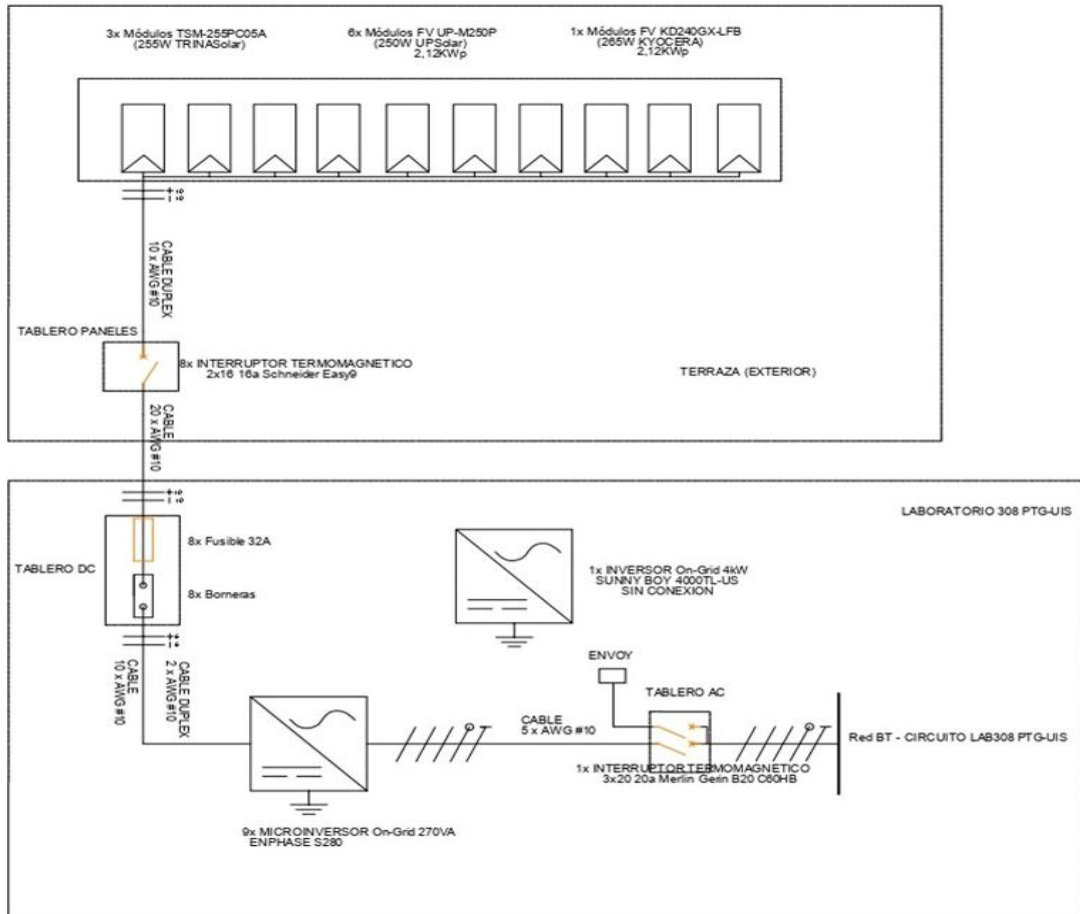 3x Módulos TSM-255PC05A
(255W TRINASolar)
6x Módulos FV UP-M250P
(250W UPSolar)
2,12KWp
1x Módulos FV KD240GX-LFB
(265W KYOCERA)
2,12KWp
CABLE DUPLEX
10 x AWG #10
TABLERO PANELES
8x INTERRUPTOR TERMOMAGNETICO
2x16 16a Schneider Easy9
TERRAZA (EXTERIOR)
CABLE
20 x AWG #10
LABORATORIO 308 PTG-UIS
TABLERO DC
8x Fusible 32A
8x Borneras
1x INVERSOR On-Grid 4kW
SUNNY BOY 4000TL-US
SIN CONEXION
CABLE
10 x AWG #10
CABLE DUPLEX
2 x AWG #10
ENVOY
TABLERO AC
CABLE
5 x AWG #10
Red BT - CIRCUITO LAB308 PTG-UIS
1x INTERRUPTOR TERMOMAGNETICO
3x20 20a Merlin Gerin B20 C60HB
9x MICROINVERSOR On-Grid 270VA
ENPHASE S280